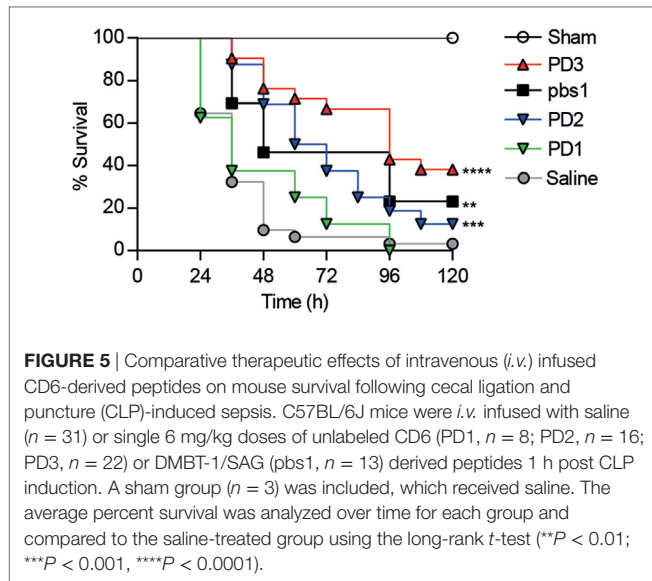 100
80
60
40
20
0
% Survival
0 24 48 72 96 120
Time (h)
****
**
***
Sham
PD3
pbs1
PD2
PD1
Saline
FIGURE 5 | Comparative therapeutic effects of intravenous (i.v.) infused
CD6-derived peptides on mouse survival following cecal ligation and
puncture (CLP)-induced sepsis. C57BL/6J mice were i.v. infused with saline
(n = 31) or single 6 mg/kg doses of unlabeled CD6 (PD1, n = 8; PD2, n = 16;
PD3, n = 22) or DMBT-1/SAG (pbs1, n = 13) derived peptides 1 h post CLP
induction. A sham group (n = 3) was included, which received saline. The
average percent survival was analyzed over time for each group and
compared to the saline-treated group using the long-rank t-test (**P < 0.01;
***P < 0.001, ****P < 0.0001).